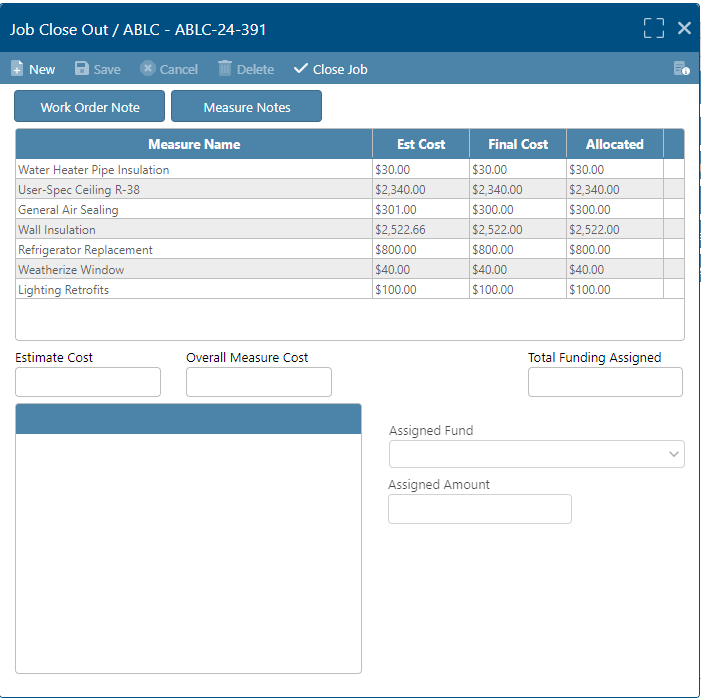 Job Close Out / ABLC - ABLC-24-391
New Save Cancel Delete Close Job
Work Order Note Measure Notes
Measure Name Est Cost Final Cost Allocated
Water Heater Pipe Insulation $30.00 $30.00 $30.00
User-Spec Ceiling R-38 $2,340.00 $2,340.00 $2,340.00
General Air Sealing $301.00 $300.00 $300.00
Wall Insulation $2,522.66 $2,522.00 $2,522.00
Refrigerator Replacement $800.00 $800.00 $800.00
Weatherize Window $40.00 $40.00 $40.00
Lighting Retrofits $100.00 $100.00 $100.00
Estimate Cost Overall Measure Cost Total Funding Assigned
Assigned Fund
Assigned Amount